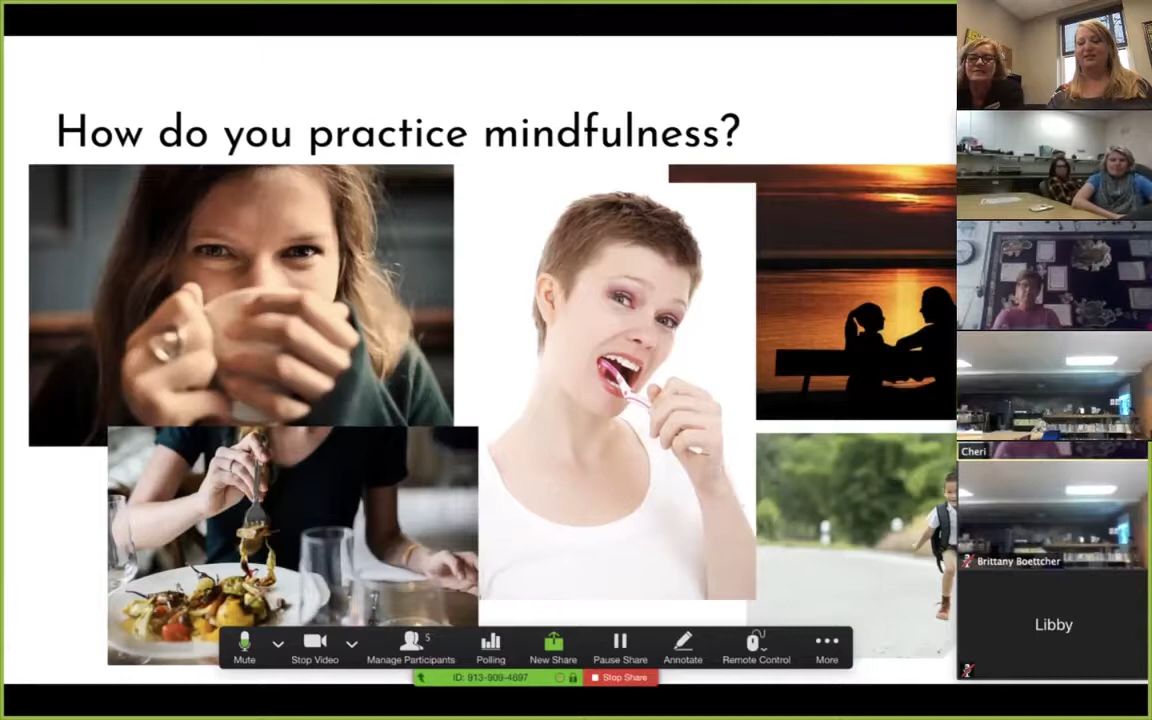 How do you practice mindfulness?
Cheri
Brittany Boettcher
Libby
Mute
Stop Video
Manage Participants
5
Polling
New Share
Pause Share
Annotate
Remote Control
More
ID: 913-909-4697
Stop Share